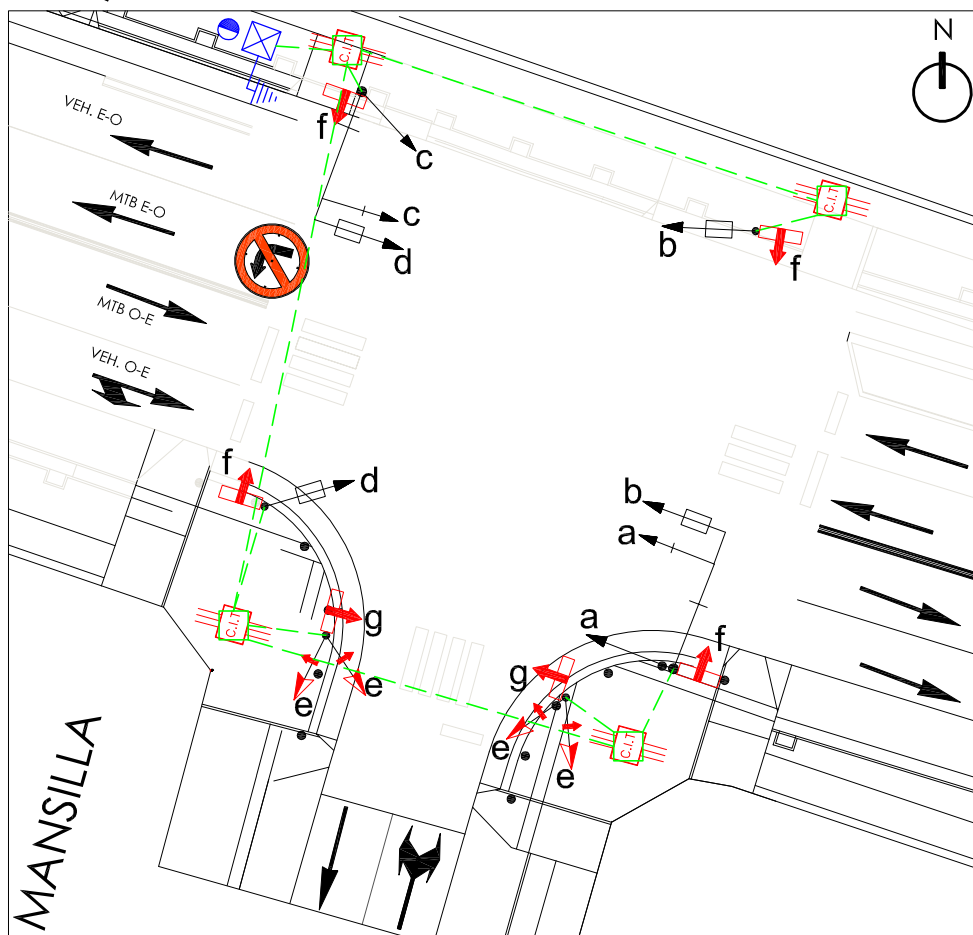 N
C.I.T
VEH. E-O
f
c
C.I.T
MTB E-O
c
b
d
f
MTB O-E
VEH. O-E
f
d
b
a
C.I.T
g
a
f
e
e
g
C.I.T
e
e
MANSILLA